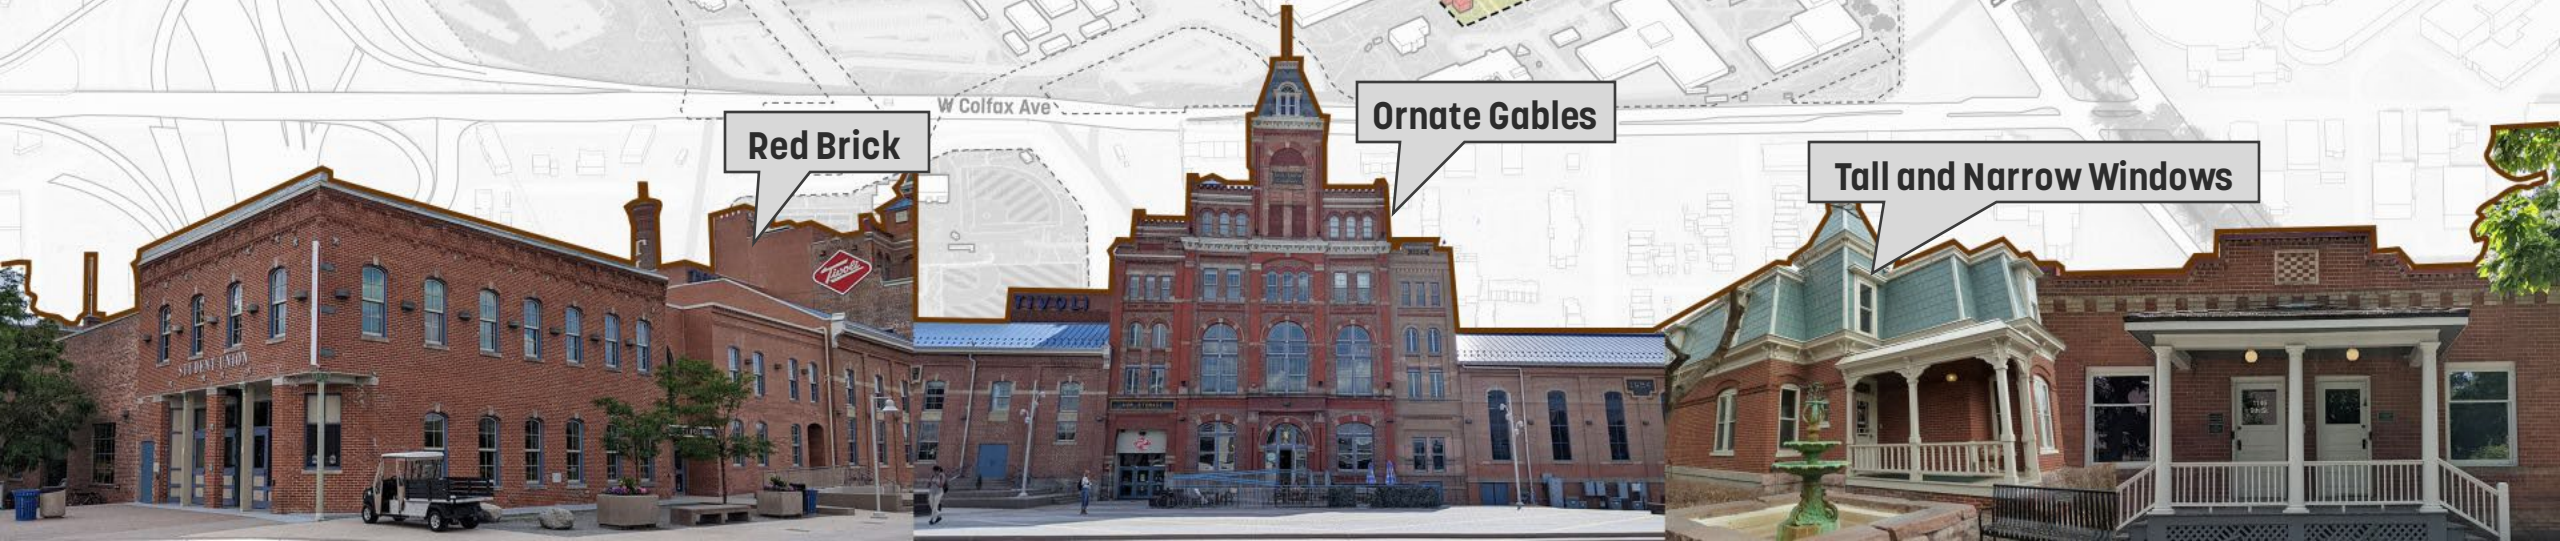 W Colfax Ave
Red Brick
Ornate Gables
Tall and Narrow Windows
STUDENT UNION
Tivoli
TIVOLI